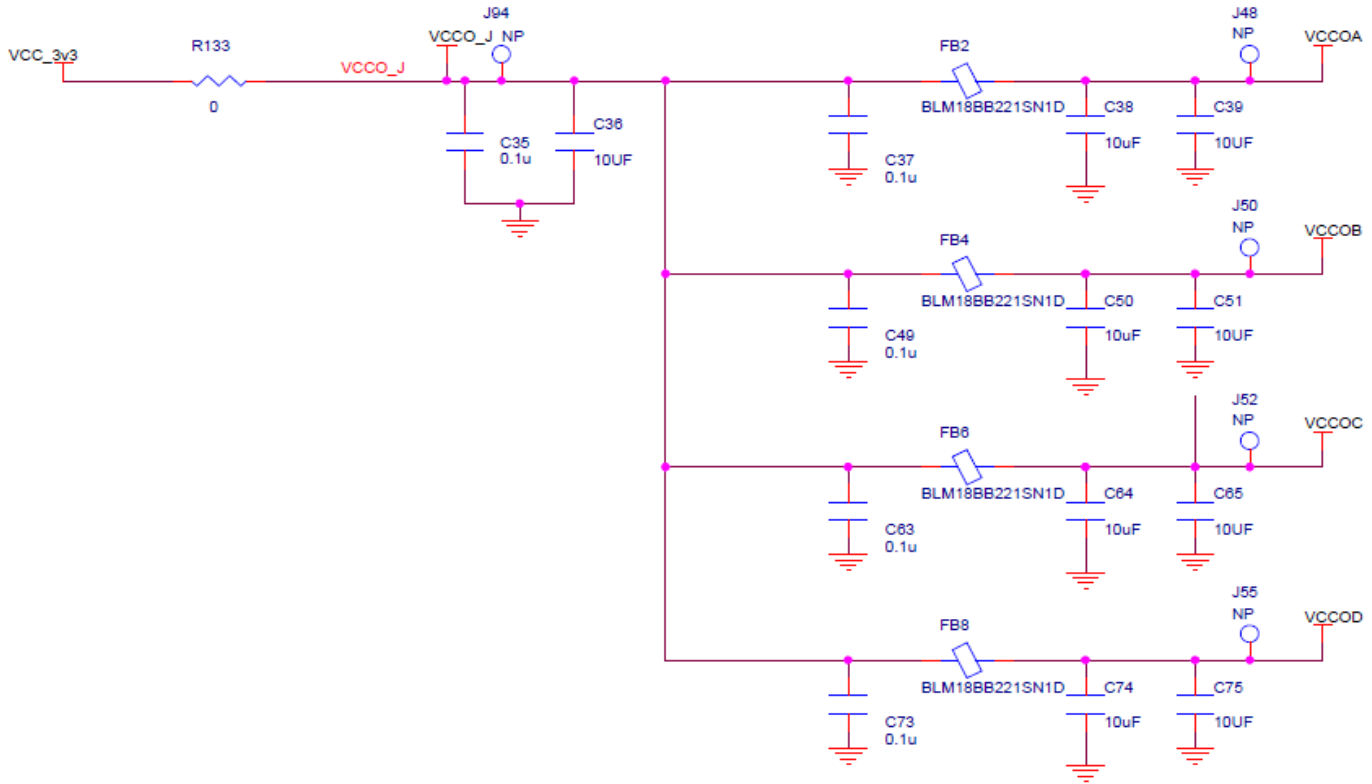 VCC_3v3
R133
0
VCCO_J
VCCO_J
J94
NP
C35
0.1u
C36
10UF
C37
0.1u
FB2
BLM18BB221SN1D
C38
10uF
C39
10UF
J48
NP
VCCOA
C49
0.1u
FB4
BLM18BB221SN1D
C50
10uF
C51
10UF
J50
NP
VCCOB
C63
0.1u
FB6
BLM18BB221SN1D
C64
10uF
C65
10UF
J52
NP
VCCOC
C73
0.1u
FB8
BLM18BB221SN1D
C74
10uF
C75
10UF
J55
NP
VCCOD